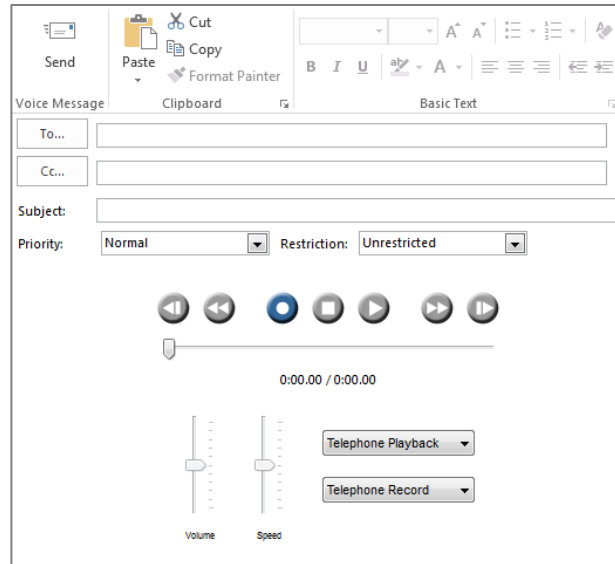 Send
Paste
Cut
Copy
Format Painter
B I U aby A
Voice Message
Clipboard
Basic Text
To...
Cc...
Subject:
Priority: Normal Restriction: Unrestricted
0:00.00 / 0:00.00
Telephone Playback
Telephone Record
Volume Speed